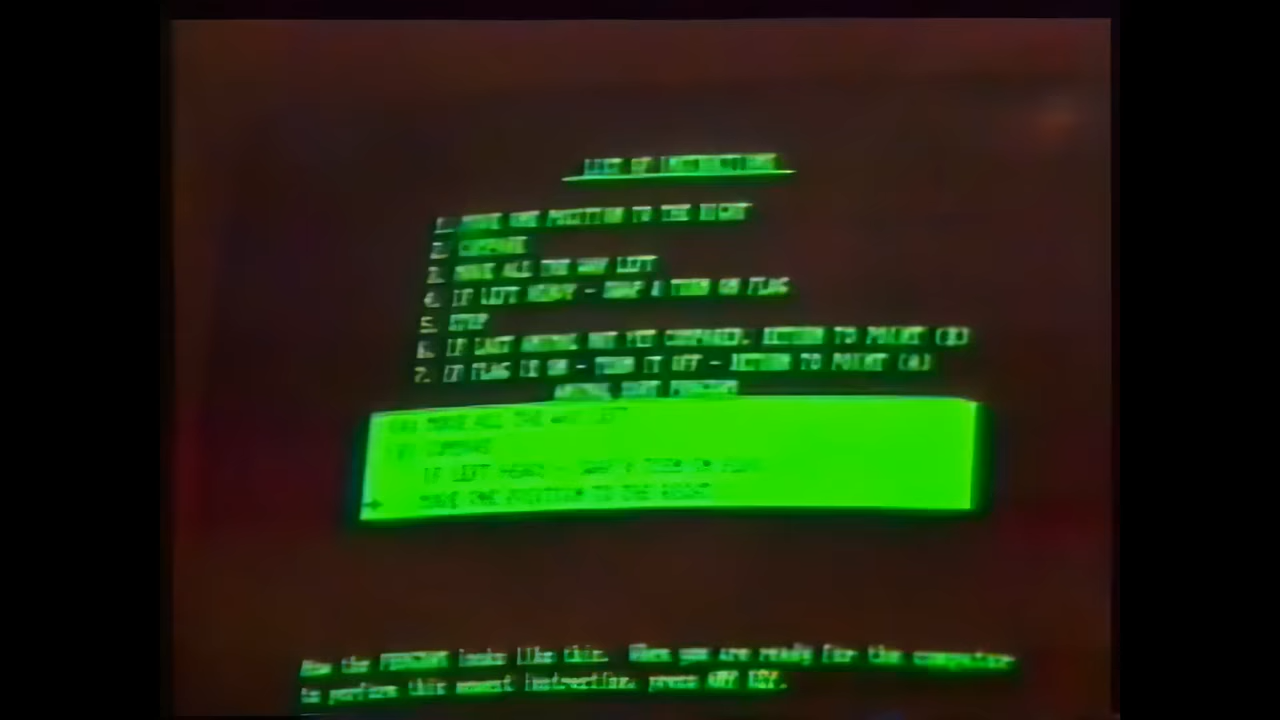 LIST OF INSTRUCTIONS
1. MOVE ONE POSITION TO THE RIGHT
2. COMPARE
3. MOVE ALL THE WAY LEFT
4. IF LEFT HEAVY - SWAP & TURN ON FLAG
5. STOP
6. IF LAST ANIMAL NOT YET COMPARED, RETURN TO POINT (B)
7. IF FLAG IS ON - TURN IT OFF - RETURN TO POINT (A)
ANIMAL SORT PROGRAM
(A) MOVE ALL THE WAY LEFT
(B) COMPARE
IF LEFT HEAVY - SWAP & TURN ON FLAG
MOVE ONE POSITION TO THE RIGHT
Now the PROGRAM looks like this. When you are ready for the computer
to perform this newest instruction, press ANY KEY.